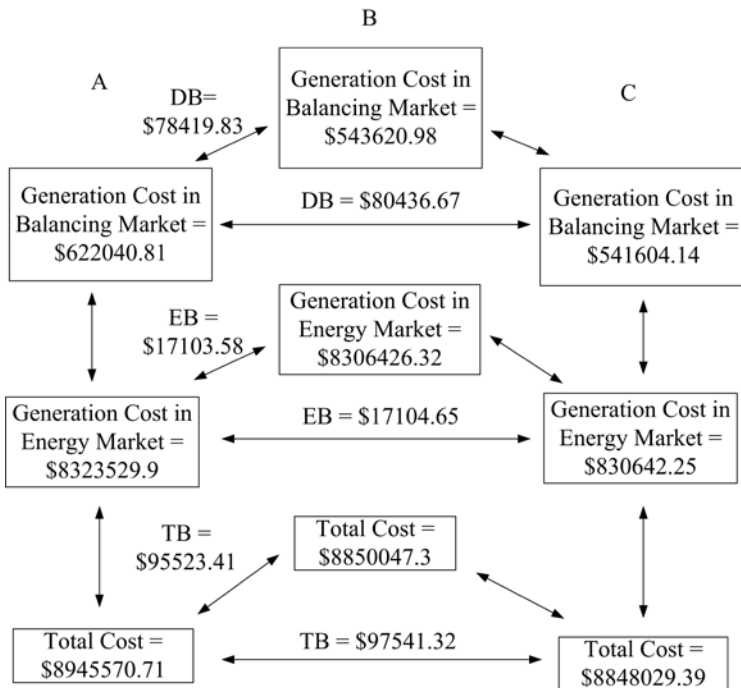 B
A
C
DB=
$78419.83
Generation Cost in
Balancing Market =
$543620.98
Generation Cost in
Balancing Market =
$622040.81
DB = $80436.67
Generation Cost in
Balancing Market =
$541604.14
EB =
$17103.58
Generation Cost in
Energy Market =
$8306426.32
Generation Cost in
Energy Market =
$8323529.9
EB = $17104.65
Generation Cost in
Energy Market =
$830642.25
TB =
$95523.41
Total Cost =
$8850047.3
Total Cost =
$8945570.71
TB = $97541.32
Total Cost =
$8848029.39